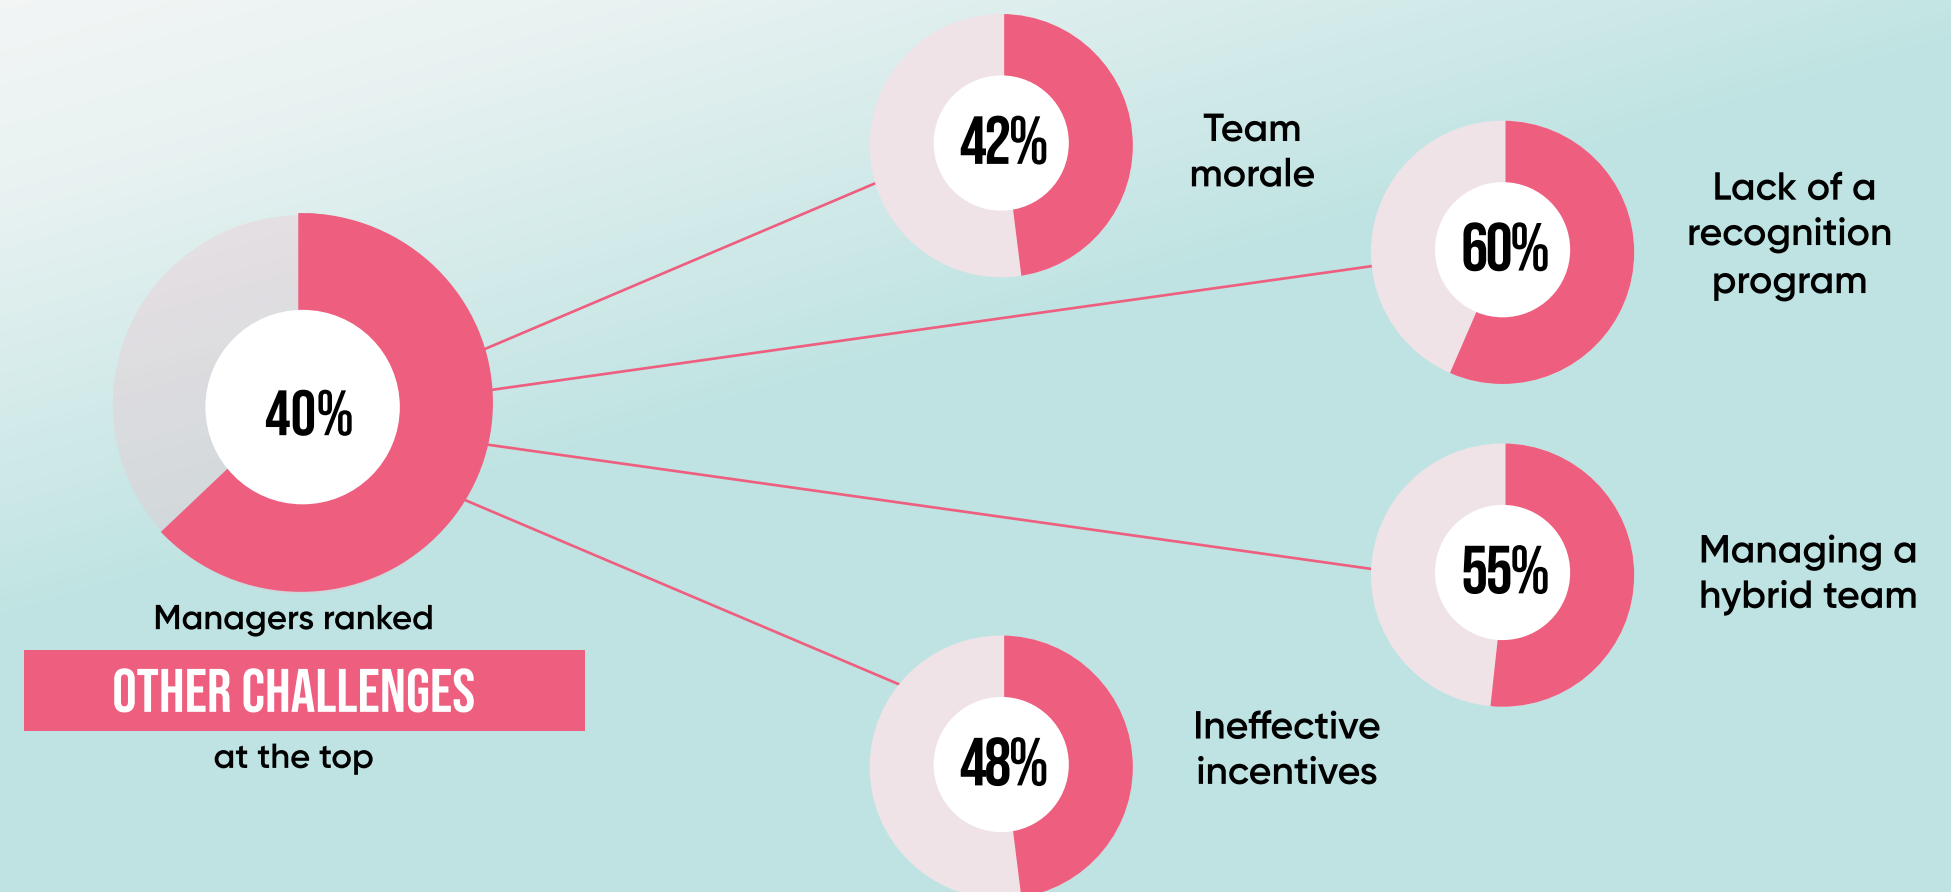 40%
Managers ranked
OTHER CHALLENGES
at the top
42%
Team
morale
60%
Lack of a
recognition
program
55%
Managing a
hybrid team
48%
Ineffective
incentives